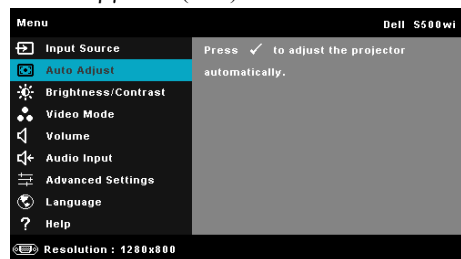 Menu
Dell S500wi
Input Source
Press ✓ to adjust the projector
Auto Adjust
automatically.
Brightness/Contrast
Video Mode
Volume
Audio Input
Advanced Settings
Language
? Help
Resolution : 1280x800